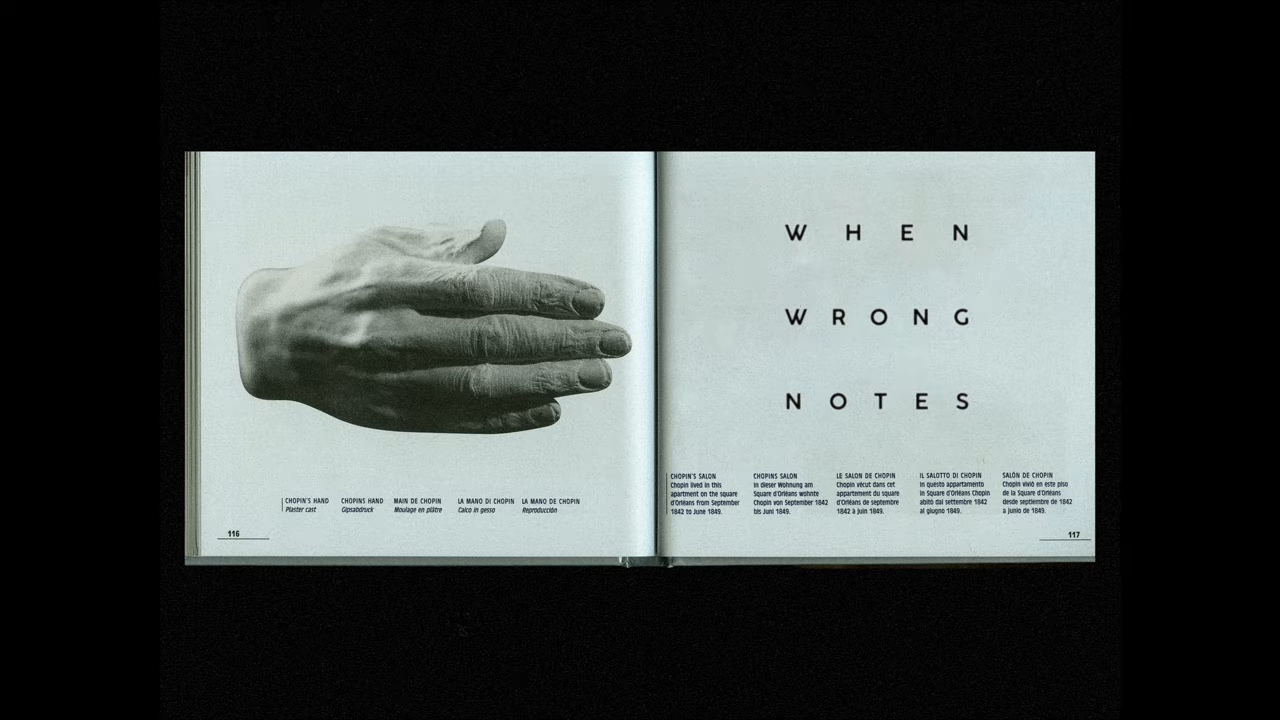 CHOPIN'S HAND
Plaster cast
CHOPINS HAND
Gipsabdruck
MAIN DE CHOPIN
Moulage en plâtre
LA MANO DI CHOPIN
Calco in gesso
LA MANO DE CHOPIN
Reproducción
116
WHEN
WRONG
NOTES
CHOPIN'S SALON
Chopin lived in this
apartment on the square
d'Orléans from September
1842 to June 1849.
CHOPINS SALON
In dieser Wohnung am
Square d'Orléans wohnte
Chopin von September 1842
bis Juni 1849.
LE SALON DE CHOPIN
Chopin vécut dans cet
appartement du square
d'Orléans de septembre
1842 à juin 1849.
IL SALOTTO DI CHOPIN
In questo appartamento
in Square d'Orléans Chopin
abitò dal settembre 1842
al giugno 1849.
SALÓN DE CHOPIN
Chopin vivió en este piso
de la Square d'Orléans
desde septiembre de 1842
a junio de 1849.
117